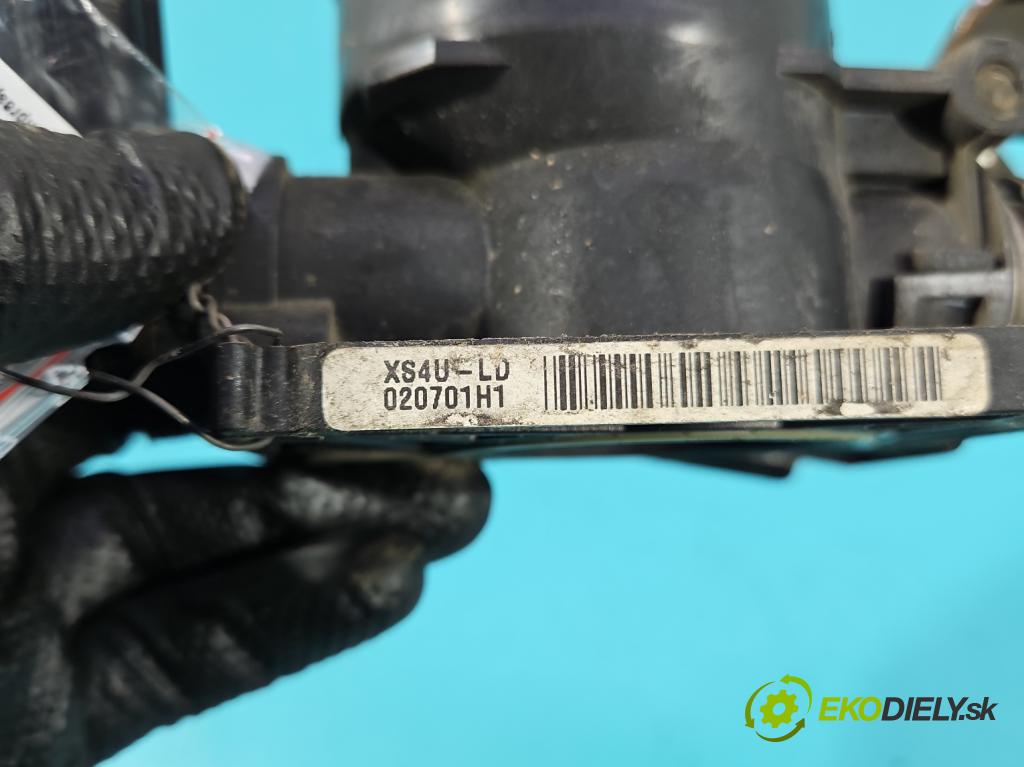 XS4U-LD
020701H1
EKODIELY.sk